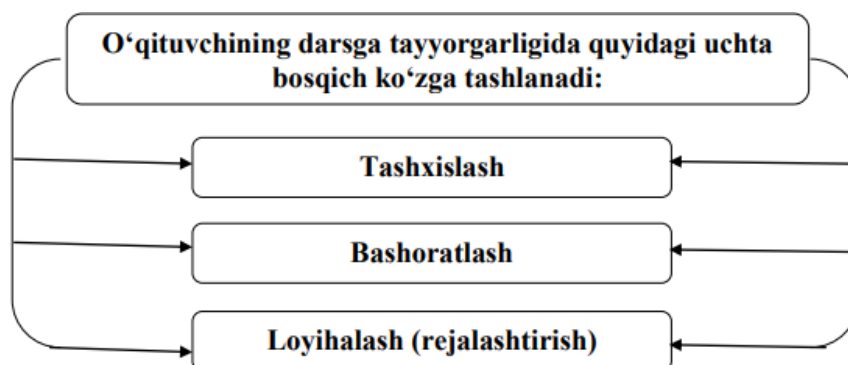 O‘qituvchining darsga tayyorgarligida quyidagi uchta
bosqich ko‘zga tashlanadi:
Tashxislash
Bashoratlash
Loyihalash (rejalashtirish)